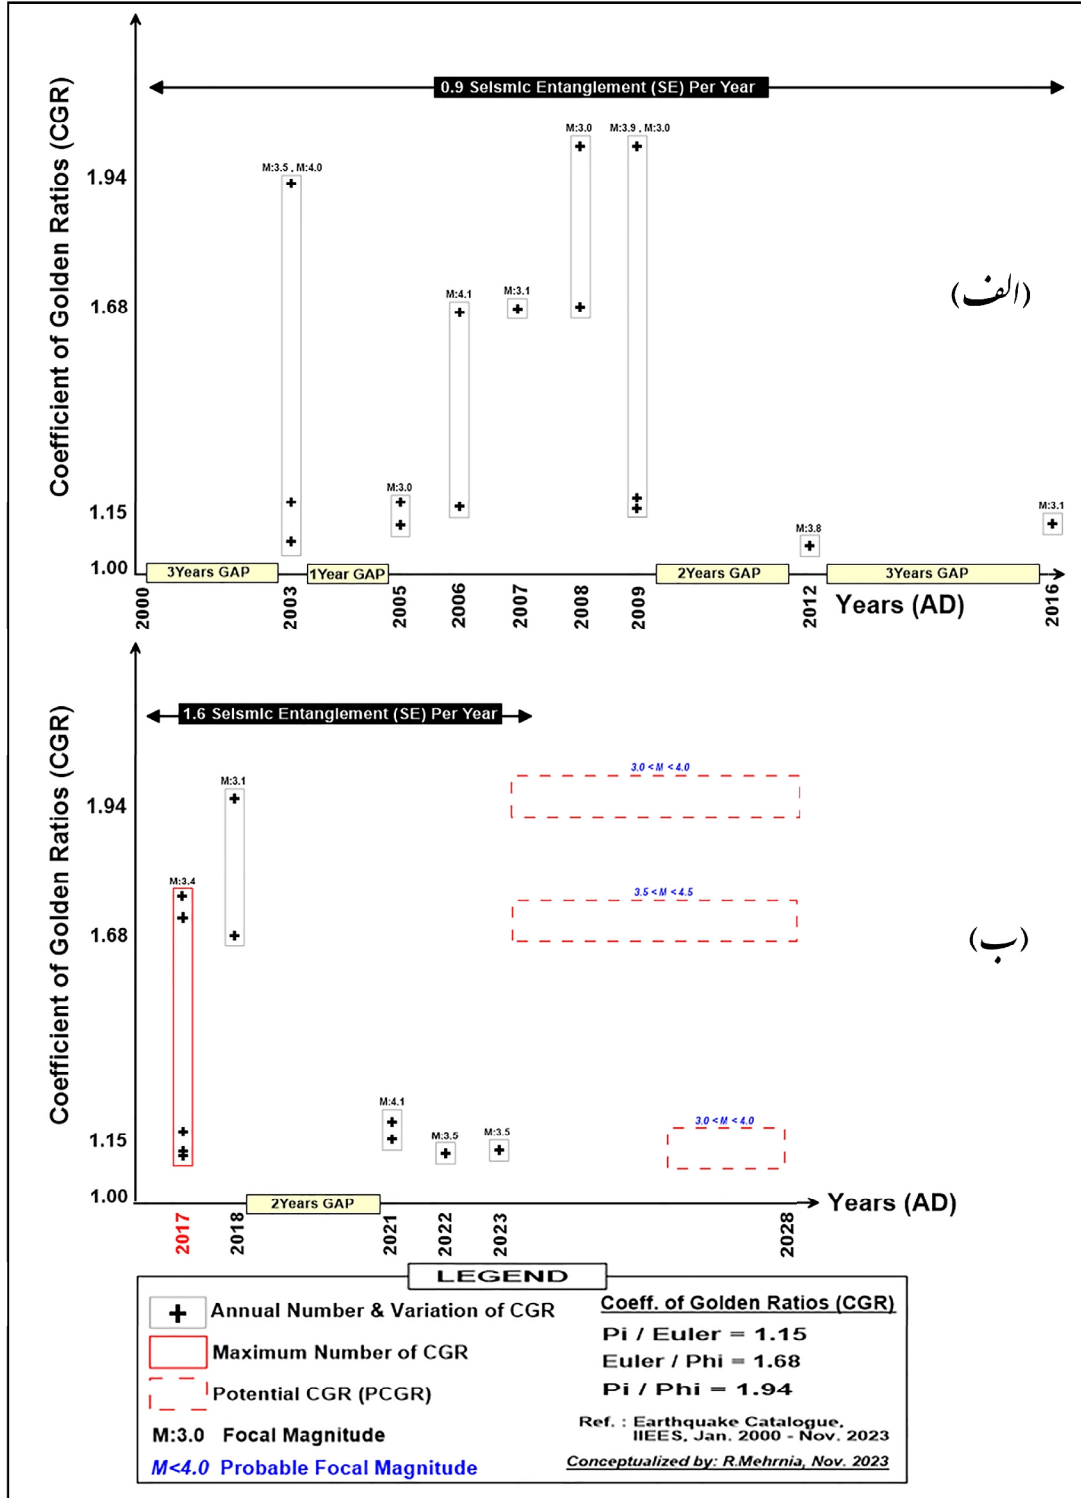 0.9 Seismic Entanglement (SE) Per Year
Coefficient of Golden Ratios (CGR)
M:3.0
M:3.9 , M:3.0
M:3.5 , M:4.0
1.94
M:4.1
M:3.1
1.68
(الف)
M:3.0
M:3.1
1.15
M:3.8
1.00
3Years GAP
1Year GAP
2Years GAP
3Years GAP
2000
2003
2005
2006
2007
2008
2009
2012
2016
Years (AD)
1.6 Seismic Entanglement (SE) Per Year
Coefficient of Golden Ratios (CGR)
3.0 < M < 4.0
M:3.1
1.94
M:3.4
3.5 < M < 4.5
1.68
(ب)
M:4.1
3.0 < M < 4.0
1.15
M:3.5
M:3.5
1.00
2Years GAP
Years (AD)
2017
2018
2021
2022
2023
2028
LEGEND
Annual Number & Variation of CGR
Maximum Number of CGR
Potential CGR (PCGR)
M:3.0 Focal Magnitude
M<4.0 Probable Focal Magnitude
Coeff. of Golden Ratios (CGR)
Pi / Euler = 1.15
Euler / Phi = 1.68
Pi / Phi = 1.94
Ref. : Earthquake Catalogue,
IIEES, Jan. 2000 - Nov. 2023
Conceptualized by: R.Mehrnia, Nov. 2023